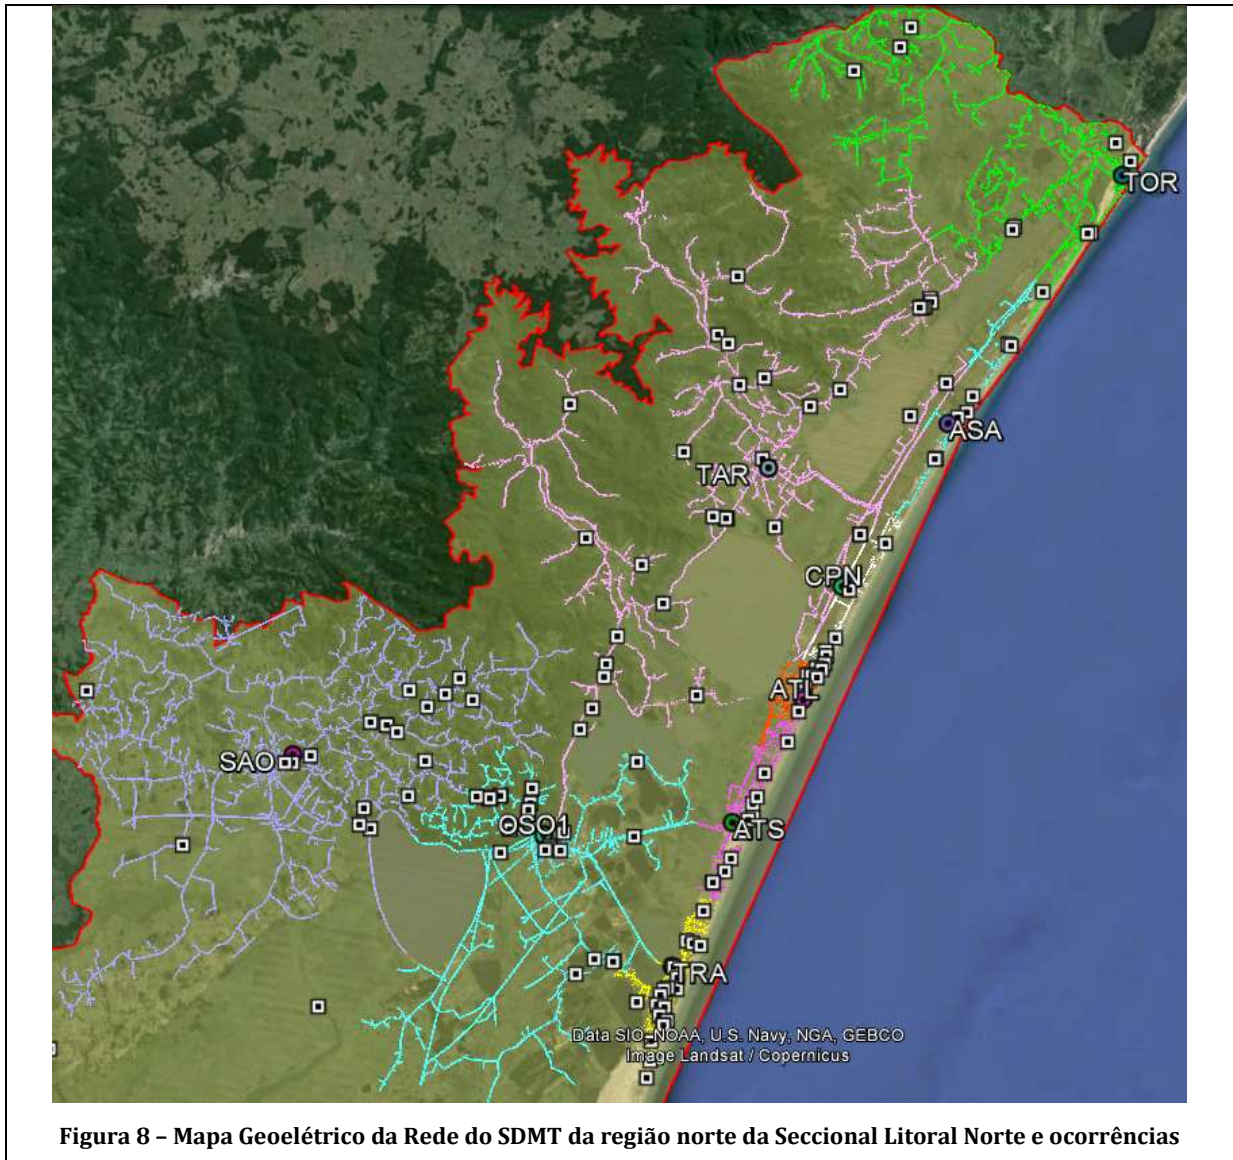 TOR
ASA
TAR
CPN
ATL
SAO
OSO1
ATS
TRA
Data SIO, NOAA, U.S. Navy, NGA, GEBCO
Image Landsat / Copernicus
Figura 8 – Mapa Geoelétrico da Rede do SDMT da região norte da Seccional Litoral Norte e ocorrências